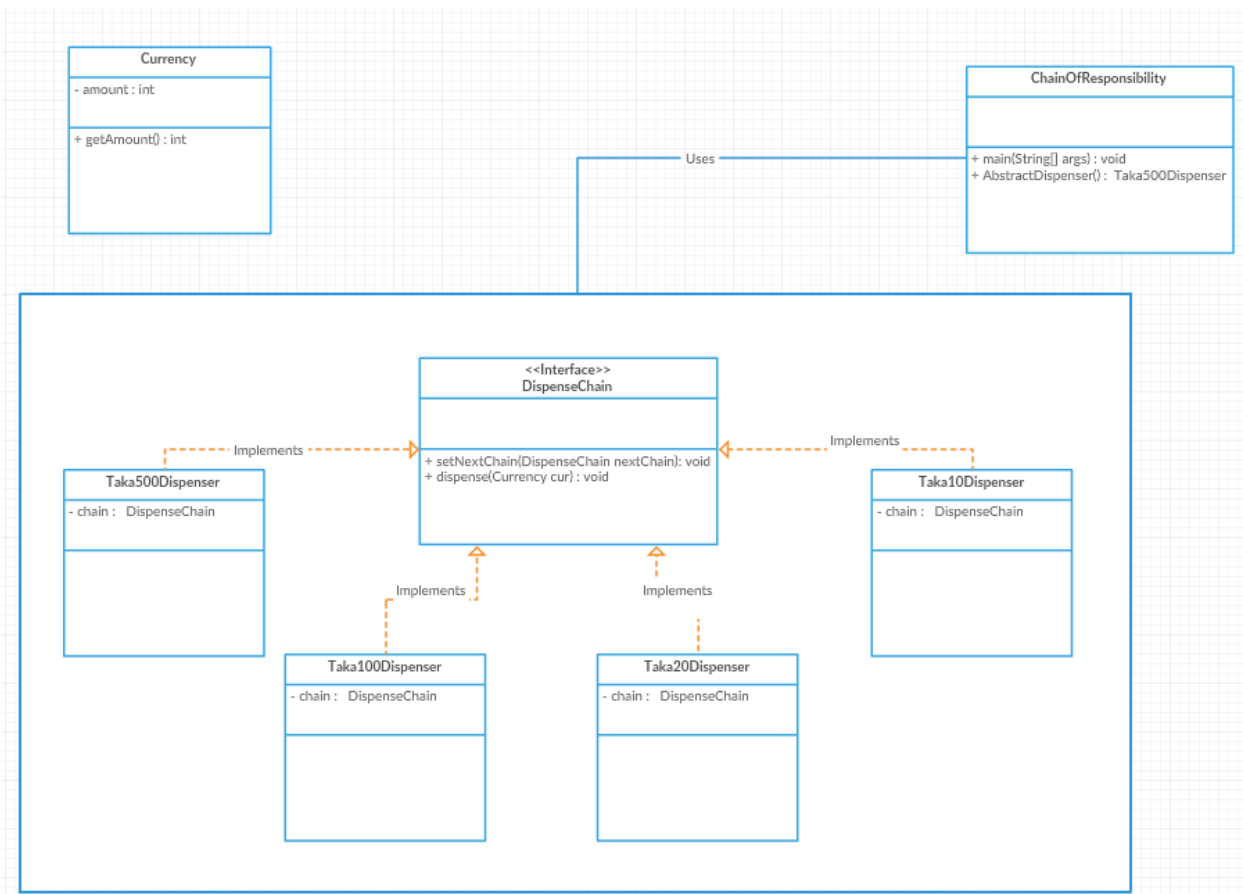 Currency
- amount : int
+ getAmount() : int
ChainOfResponsibility
+ main(String[] args) : void
+ AbstractDispenser() : Taka500Dispenser
Uses
<<Interface>>
DispenseChain
+ setNextChain(DispenseChain nextChain): void
+ dispense(Currency cur) : void
Implements
Implements
Taka500Dispenser
- chain : DispenseChain
Taka10Dispenser
- chain : DispenseChain
Implements
Implements
Taka100Dispenser
- chain : DispenseChain
Taka20Dispenser
- chain : DispenseChain